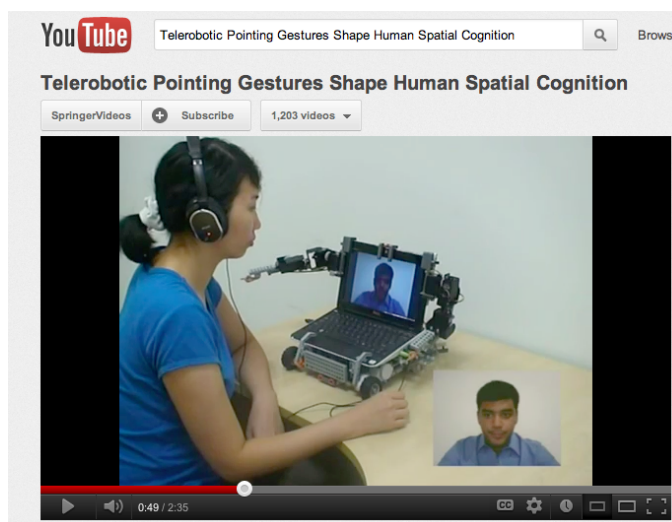 YouTube
Telerobotic Pointing Gestures Shape Human Spatial Cognition
Brows
Telerobotic Pointing Gestures Shape Human Spatial Cognition
SpringerVideos
Subscribe
1,203 videos
0:49 / 2:35
CC